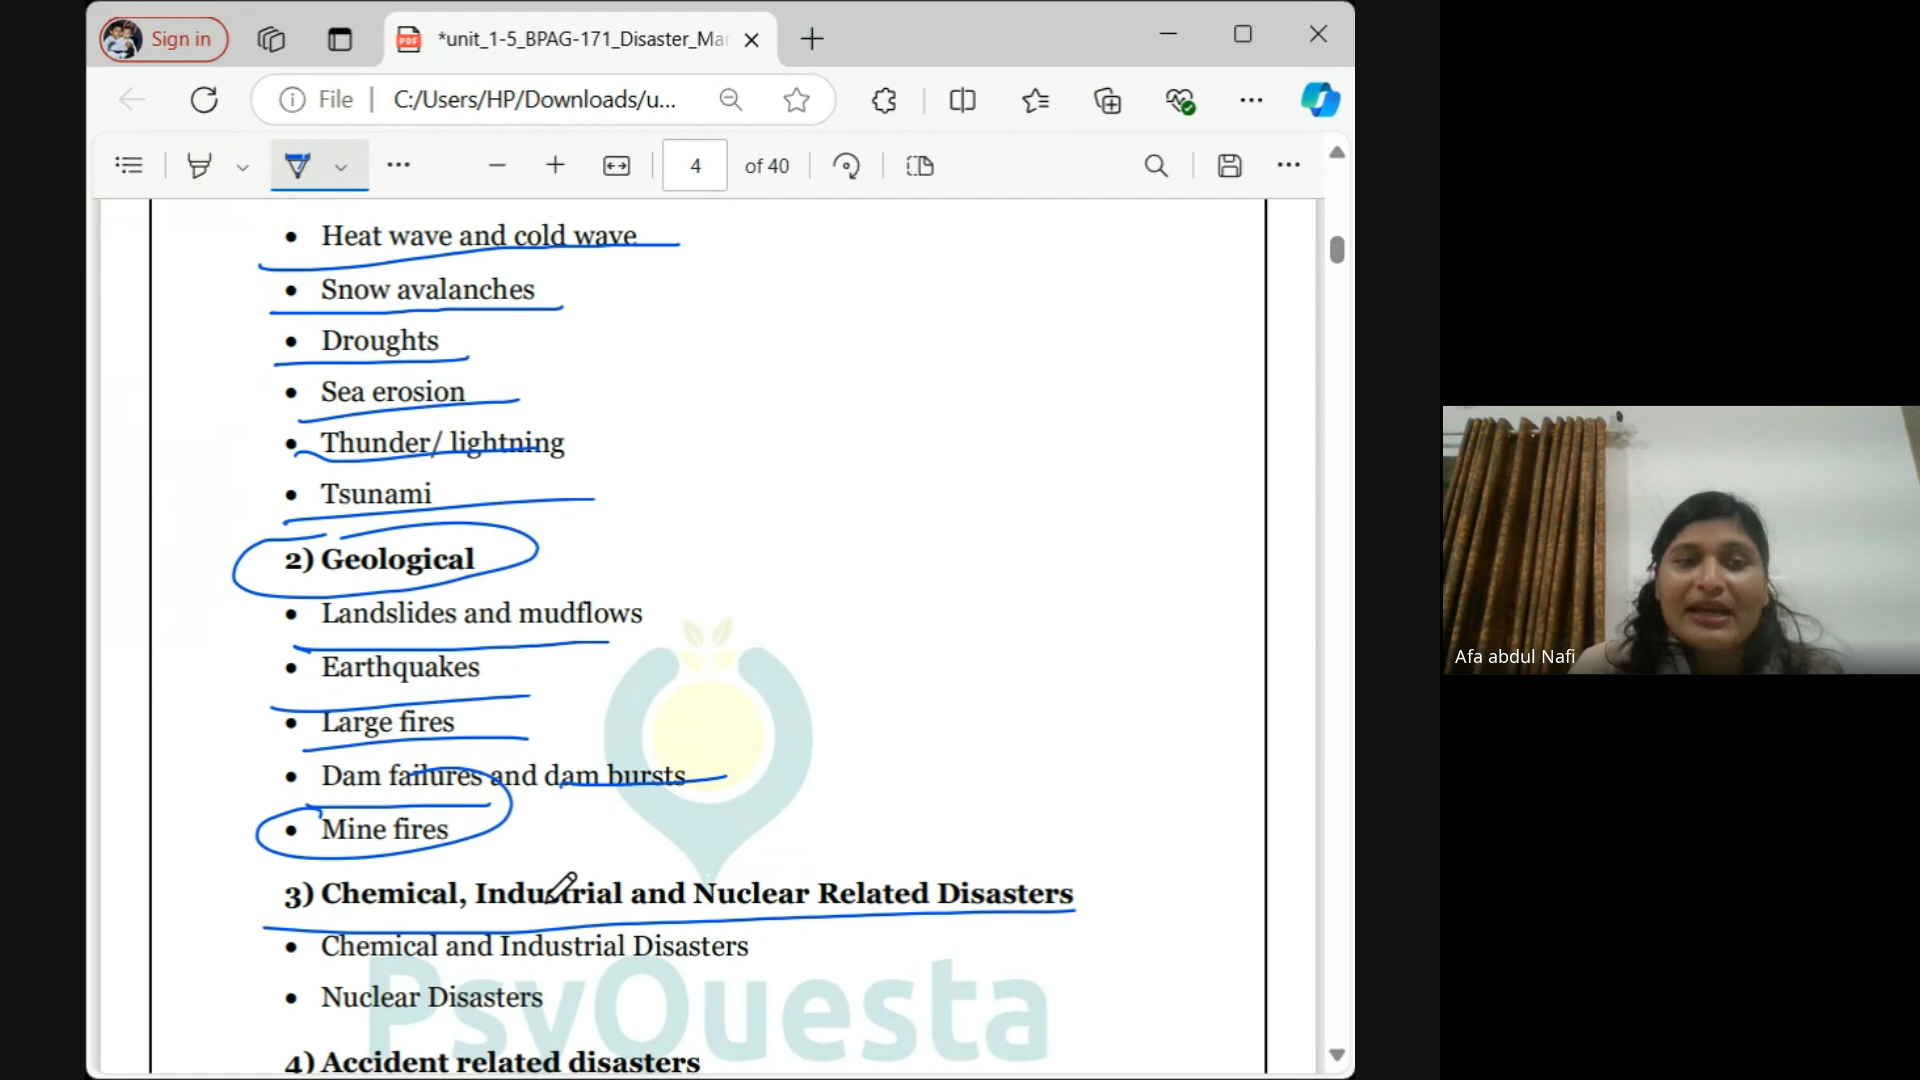 Sign in
*unit_1-5_BPAG-171_Disaster_Mar
File
C:/Users/HP/Downloads/u...
4 of 40
• Heat wave and cold wave
• Snow avalanches
• Droughts
• Sea erosion
• Thunder/ lightning
• Tsunami
2) Geological
• Landslides and mudflows
• Earthquakes
• Large fires
• Dam failures and dam bursts
• Mine fires
3) Chemical, Industrial and Nuclear Related Disasters
• Chemical and Industrial Disasters
• Nuclear Disasters
PsyQuesta
4) Accident related disasters
Afa abdul Nafi